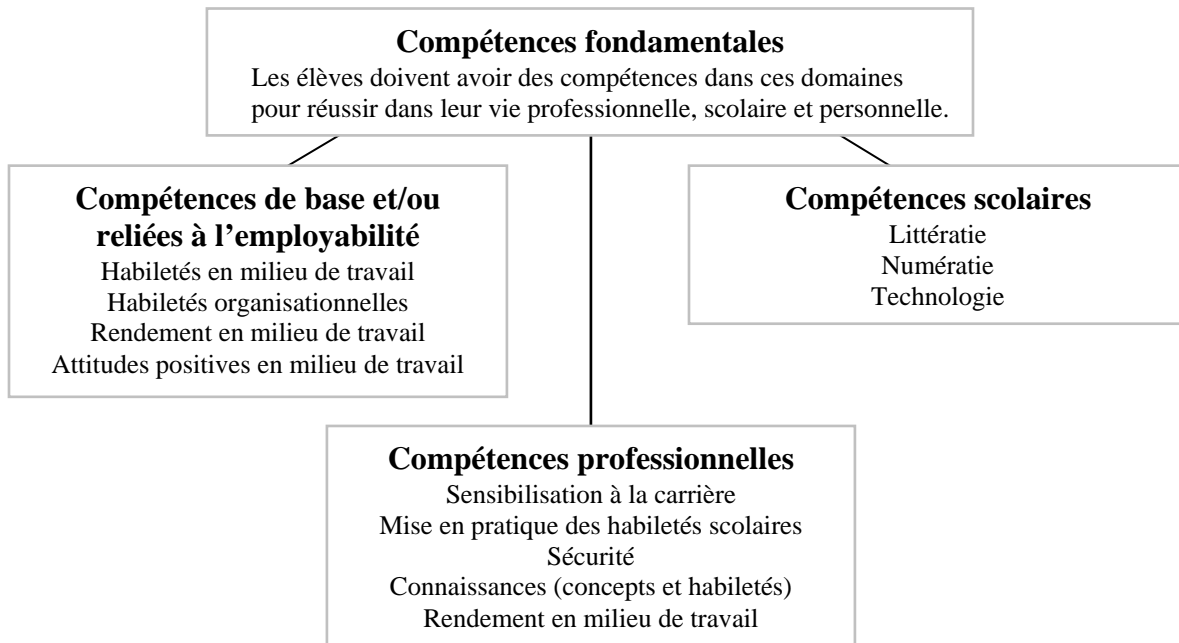 Compétences fondamentales
Les élèves doivent avoir des compétences dans ces domaines
pour réussir dans leur vie professionnelle, scolaire et personnelle.
Compétences de base et/ou
reliées à l’employabilité
Habiletés en milieu de travail
Habiletés organisationnelles
Rendement en milieu de travail
Attitudes positives en milieu de travail
Compétences scolaires
Littératie
Numératie
Technologie
Compétences professionnelles
Sensibilisation à la carrière
Mise en pratique des habiletés scolaires
Sécurité
Connaissances (concepts et habiletés)
Rendement en milieu de travail